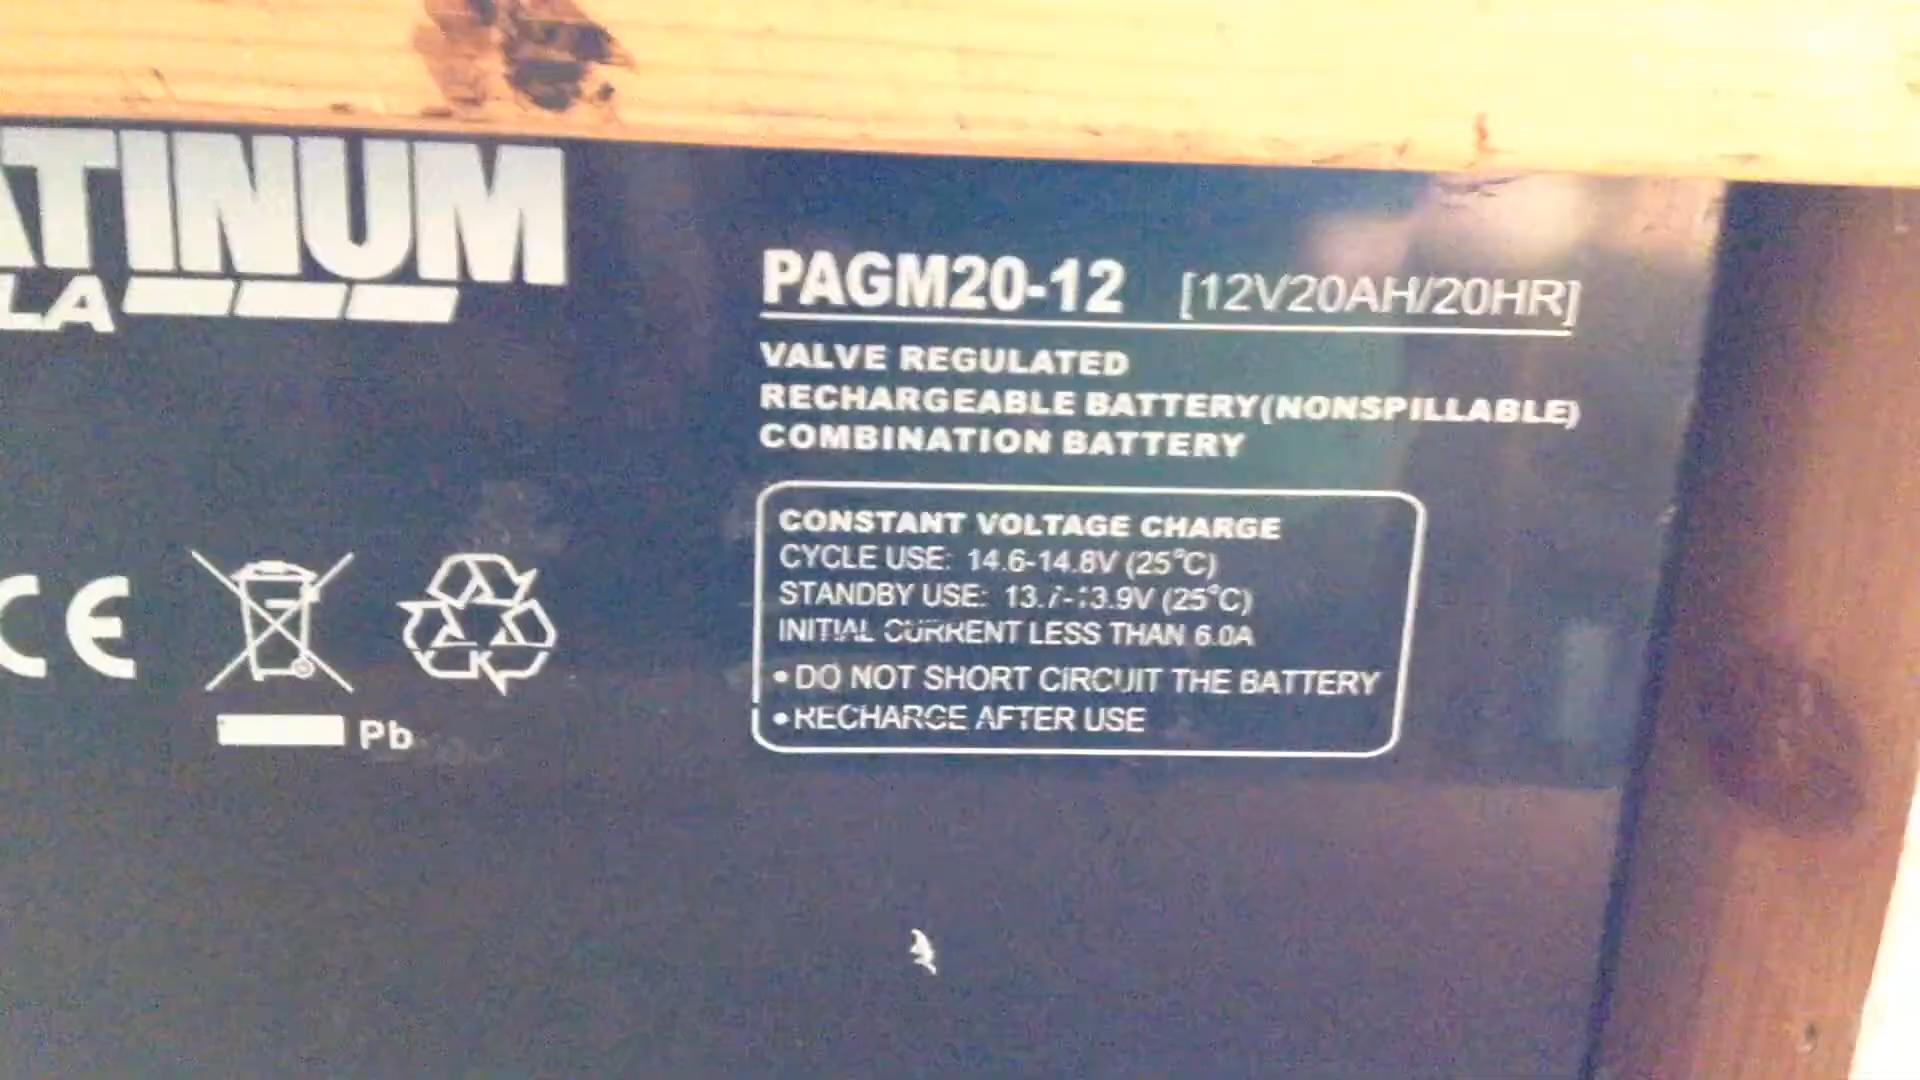 ATINUM
LA
PAGM20-12 [12V20AH/20HR]
VALVE REGULATED
RECHARGEABLE BATTERY(NONSPILLABLE)
COMBINATION BATTERY
CONSTANT VOLTAGE CHARGE
CYCLE USE: 14.6-14.8V (25°C)
STANDBY USE: 13.7-13.9V (25°C)
INITIAL CURRENT LESS THAN 6.0A
•DO NOT SHORT CIRCUIT THE BATTERY
•RECHARGE AFTER USE
CE
Pb